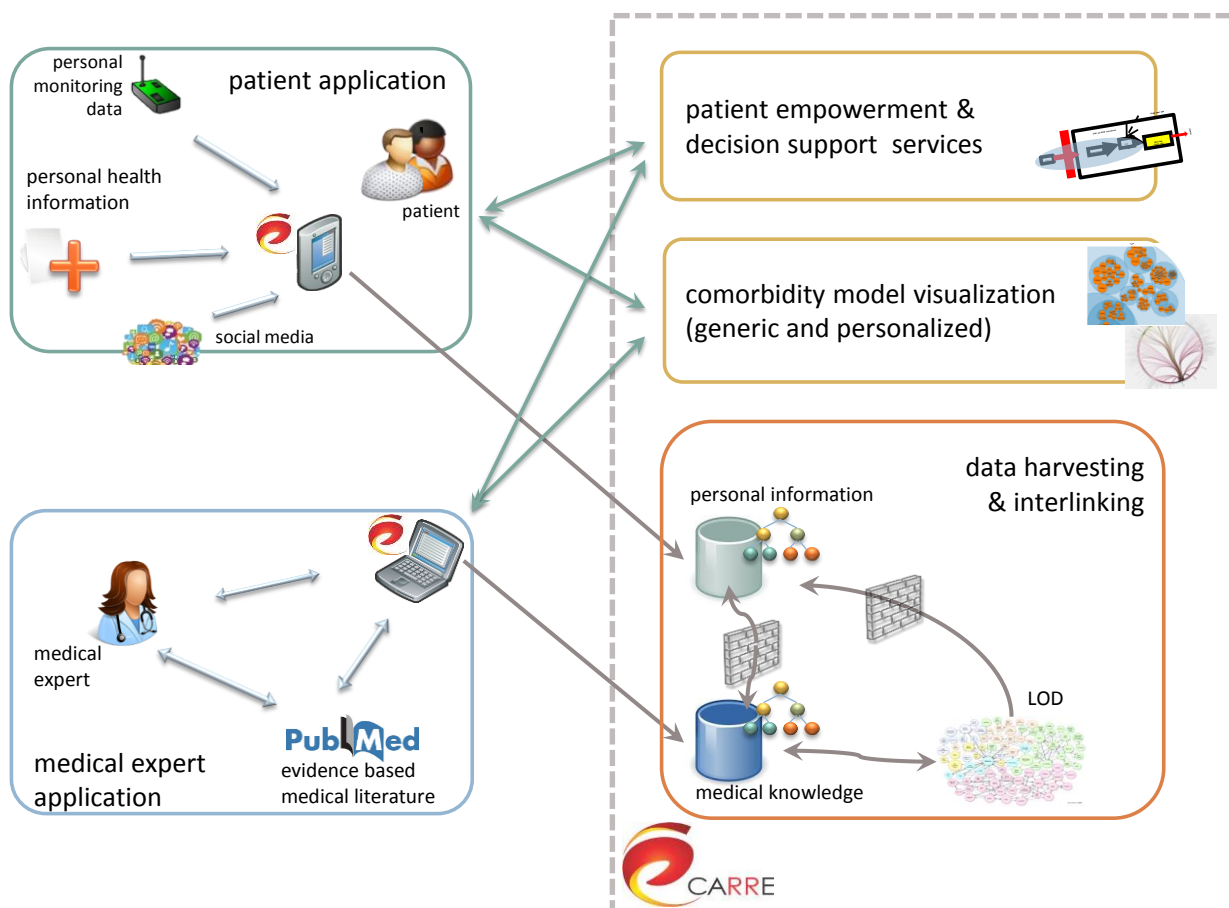 personal
monitoring
data
patient application
personal health
information
patient
social media
patient empowerment &
decision support services
comorbidity model visualization
(generic and personalized)
data harvesting
& interlinking
personal information
LOD
medical knowledge
medical
expert
PubMed
evidence based
medical literature
medical expert
application
CARRE